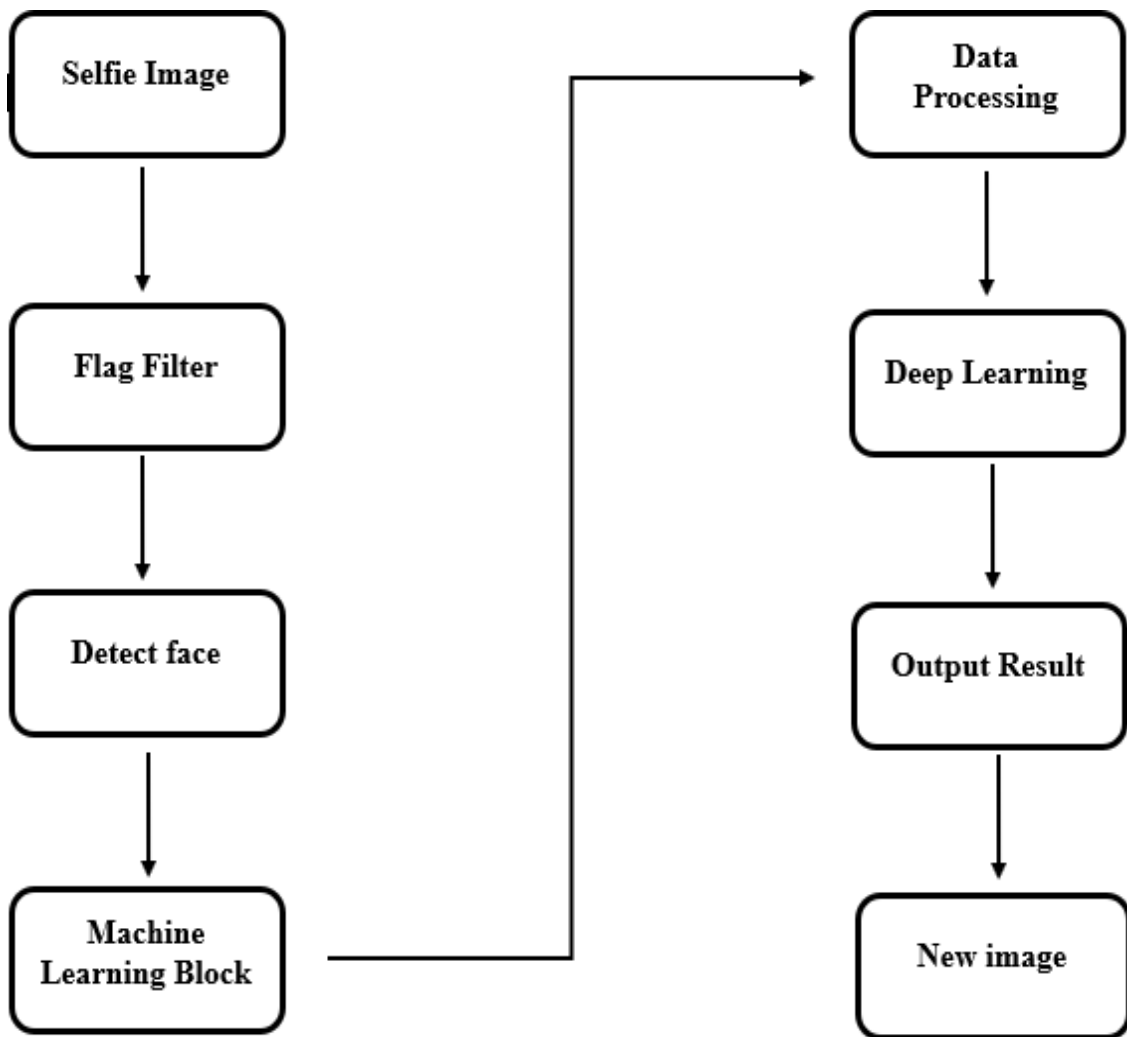 Selfie Image
Flag Filter
Detect face
Machine
Learning Block
Data
Processing
Deep Learning
Output Result
New image